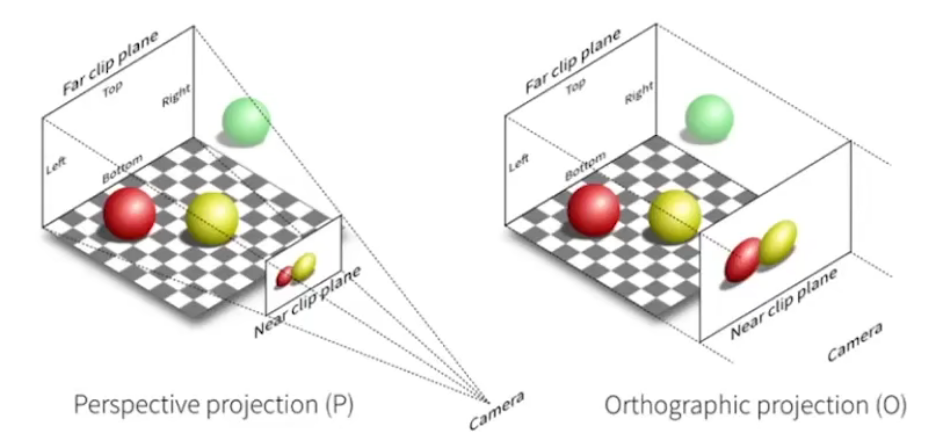 Far clip plane
Top
Right
Left
Bottom
Near clip plane
Camera
Perspective projection (P)
Far clip plane
Top
Right
Left
Bottom
Near clip plane
Camera
Orthographic projection (O)